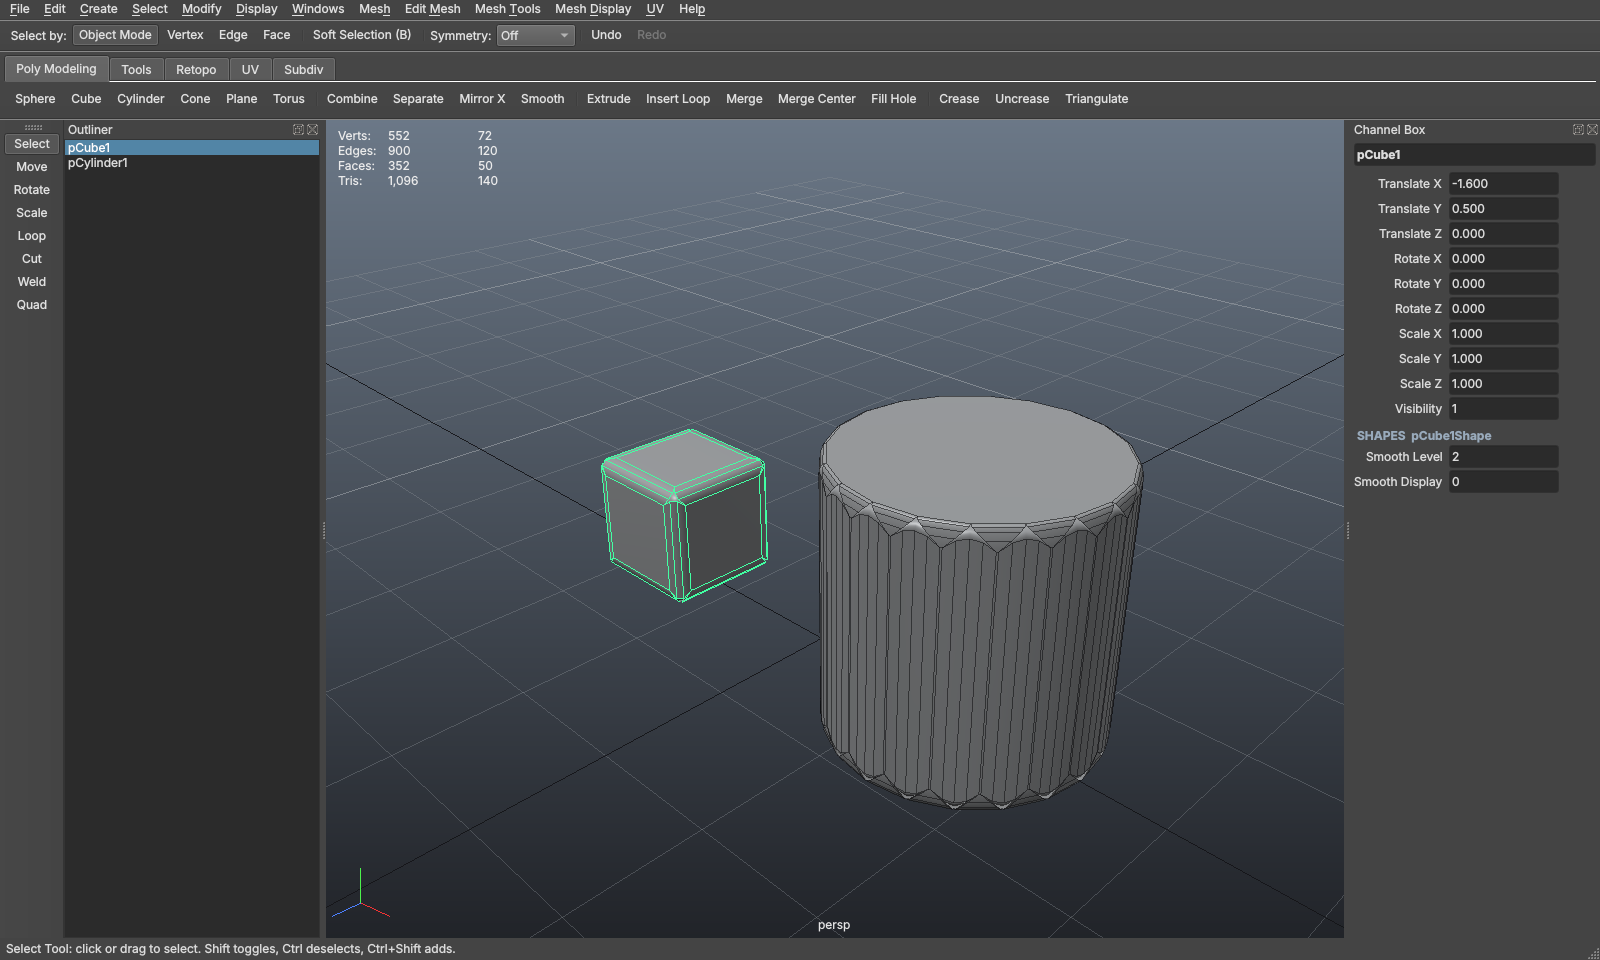 File Edit Create Select Modify Display Windows Mesh Edit Mesh Mesh Tools Mesh Display UV Help
Select by: Object Mode Vertex Edge Face Soft Selection (B) Symmetry: Off Undo Redo
Poly Modeling Tools Retopo UV Subdiv
Sphere Cube Cylinder Cone Plane Torus Combine Separate Mirror X Smooth Extrude Insert Loop Merge Merge Center Fill Hole Crease Uncrease Triangulate
Select
Move
Rotate
Scale
Loop
Cut
Weld
Quad
Outliner
pCube1
pCylinder1
Verts: 552 72
Edges: 900 120
Faces: 352 50
Tris: 1,096 140
persp
Channel Box
pCube1
Translate X -1.600
Translate Y 0.500
Translate Z 0.000
Rotate X 0.000
Rotate Y 0.000
Rotate Z 0.000
Scale X 1.000
Scale Y 1.000
Scale Z 1.000
Visibility 1
SHAPES pCube1Shape
Smooth Level 2
Smooth Display 0
Select Tool: click or drag to select. Shift toggles, Ctrl deselects, Ctrl+Shift adds.